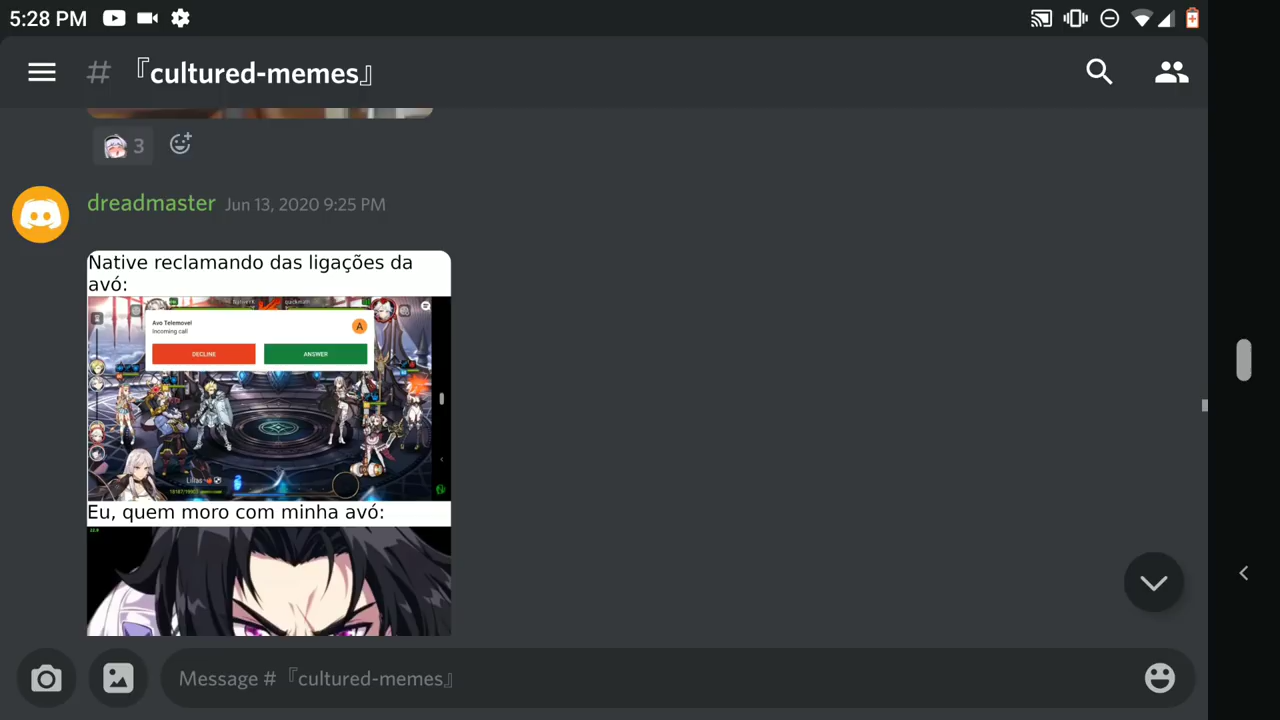 5:28 PM
# 『cultured-memes』
3
dreadmaster Jun 13, 2020 9:25 PM
Native reclamando das ligações da
avó:
Avo Telemovel
Incoming call
A
DECLINE
ANSWER
Lilias
Eu, quem moro com minha avó:
Message # 『cultured-memes』